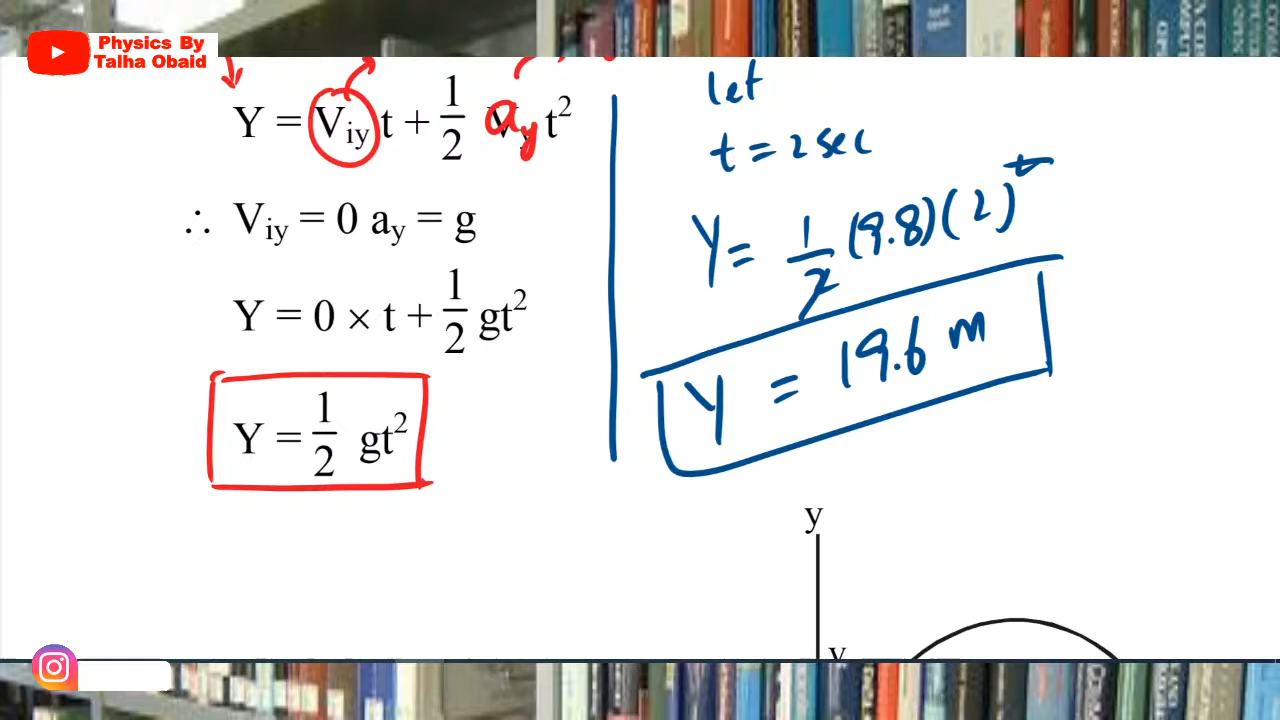 Physics By
Talha Obaid
Y = V_iy t + 1/2 a_y t²
∴ V_iy = 0 a_y = g
Y = 0 × t + 1/2 gt²
Y = 1/2 gt²
let
t = 2 sec
Y = 1/2 (9.8) (2)²
Y = 19.6 m
y
v